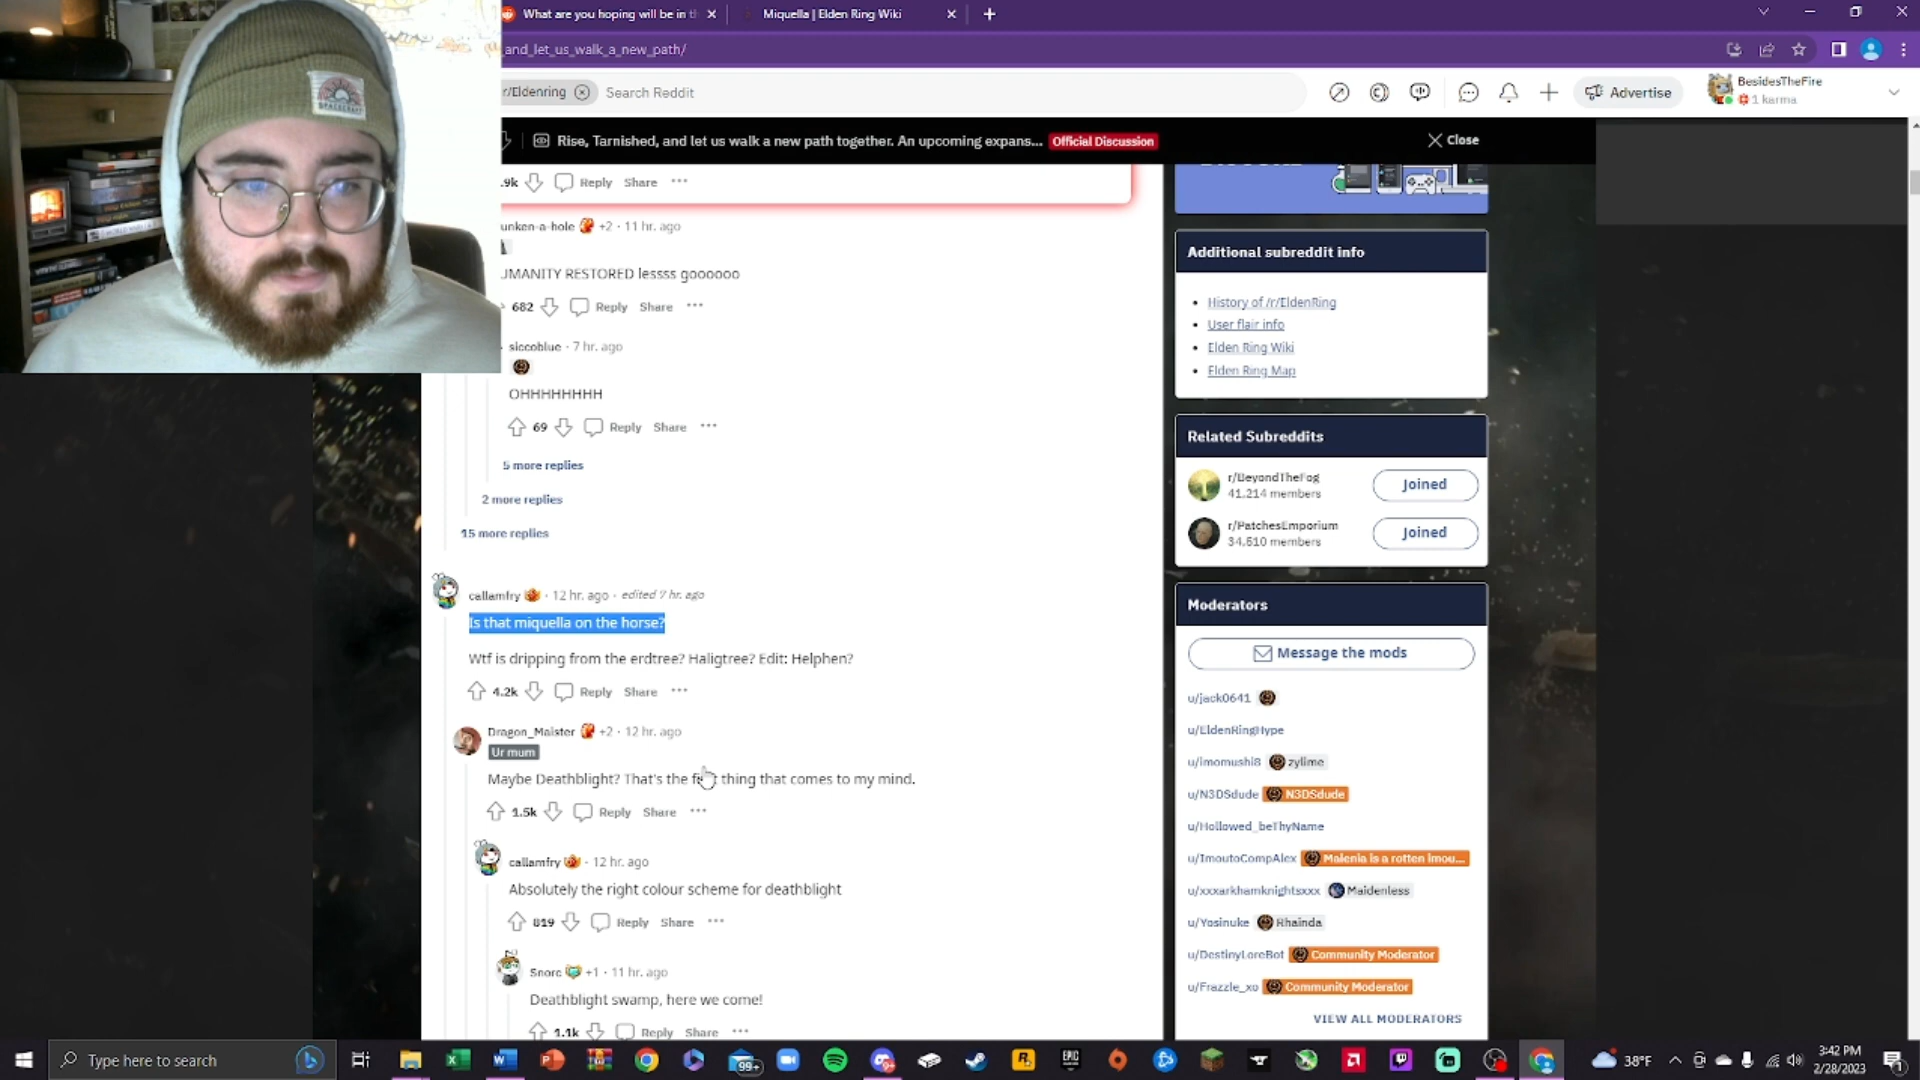 What are you hoping will be in t
Miquella | Elden Ring Wiki
and_let_us_walk_a_new_path/
r/Eldenring
Search Reddit
Advertise
BesidesTheFire
1 karma
Rise, Tarnished, and let us walk a new path together. An upcoming expans...
Official Discussion
Close
.9k
Reply
Share
unken-a-hole
+2 · 11 hr. ago
UMANITY RESTORED lessss goooooo
682
Reply
Share
siccoblue · 7 hr. ago
OHHHHHHHH
69
Reply
Share
5 more replies
2 more replies
15 more replies
callamfry
· 12 hr. ago · edited 7 hr. ago
Is that miquella on the horse?
Wtf is dripping from the erdtree? Haligtree? Edit: Helphen?
4.2k
Reply
Share
Dragon_Maister
+2 · 12 hr. ago
Ur mum
Maybe Deathblight? That's the first thing that comes to my mind.
1.5k
Reply
Share
callamfry
· 12 hr. ago
Absolutely the right colour scheme for deathblight
819
Reply
Share
Snorc
+1 · 11 hr. ago
Deathblight swamp, here we come!
1.1k
Reply
Share
Additional subreddit info
History of /r/EldenRing
User flair info
Elden Ring Wiki
Elden Ring Map
Related Subreddits
r/BeyondTheFog
41,214 members
Joined
r/PatchesEmporium
34,610 members
Joined
Moderators
Message the mods
u/jack0641
u/EldenRingHype
u/imomushi8
zylime
u/N3DSdude
N3DSdude
u/Hollowed_beThyName
u/ImoutoCompAlex
Malenia is a rotten imou...
u/xxxarkhamknightsxxx
Maidenless
u/Yosinuke
Rhainda
u/DestinyLoreBot
Community Moderator
u/Frazzle_xo
Community Moderator
VIEW ALL MODERATORS
Type here to search
99+
38°F
3:42 PM
2/28/2023